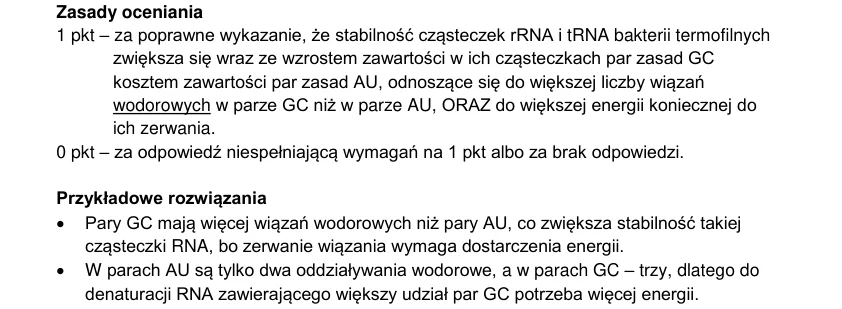 Zasady oceniania
1 pkt – za poprawne wykazanie, że stabilność cząsteczek rRNA i tRNA bakterii termofilnych
zwiększa się wraz ze wzrostem zawartości w ich cząsteczkach par zasad GC
kosztem zawartości par zasad AU, odnoszące się do większej liczby wiązań
wodorowych w parze GC niż w parze AU, ORAZ do większej energii koniecznej do
ich zerwania.
0 pkt – za odpowiedź niespełniającą wymagań na 1 pkt albo za brak odpowiedzi.
Przykładowe rozwiązania
• Pary GC mają więcej wiązań wodorowych niż pary AU, co zwiększa stabilność takiej
cząsteczki RNA, bo zerwanie wiązania wymaga dostarczenia energii.
• W parach AU są tylko dwa oddziaływania wodorowe, a w parach GC – trzy, dlatego do
denaturacji RNA zawierającego większy udział par GC potrzeba więcej energii.